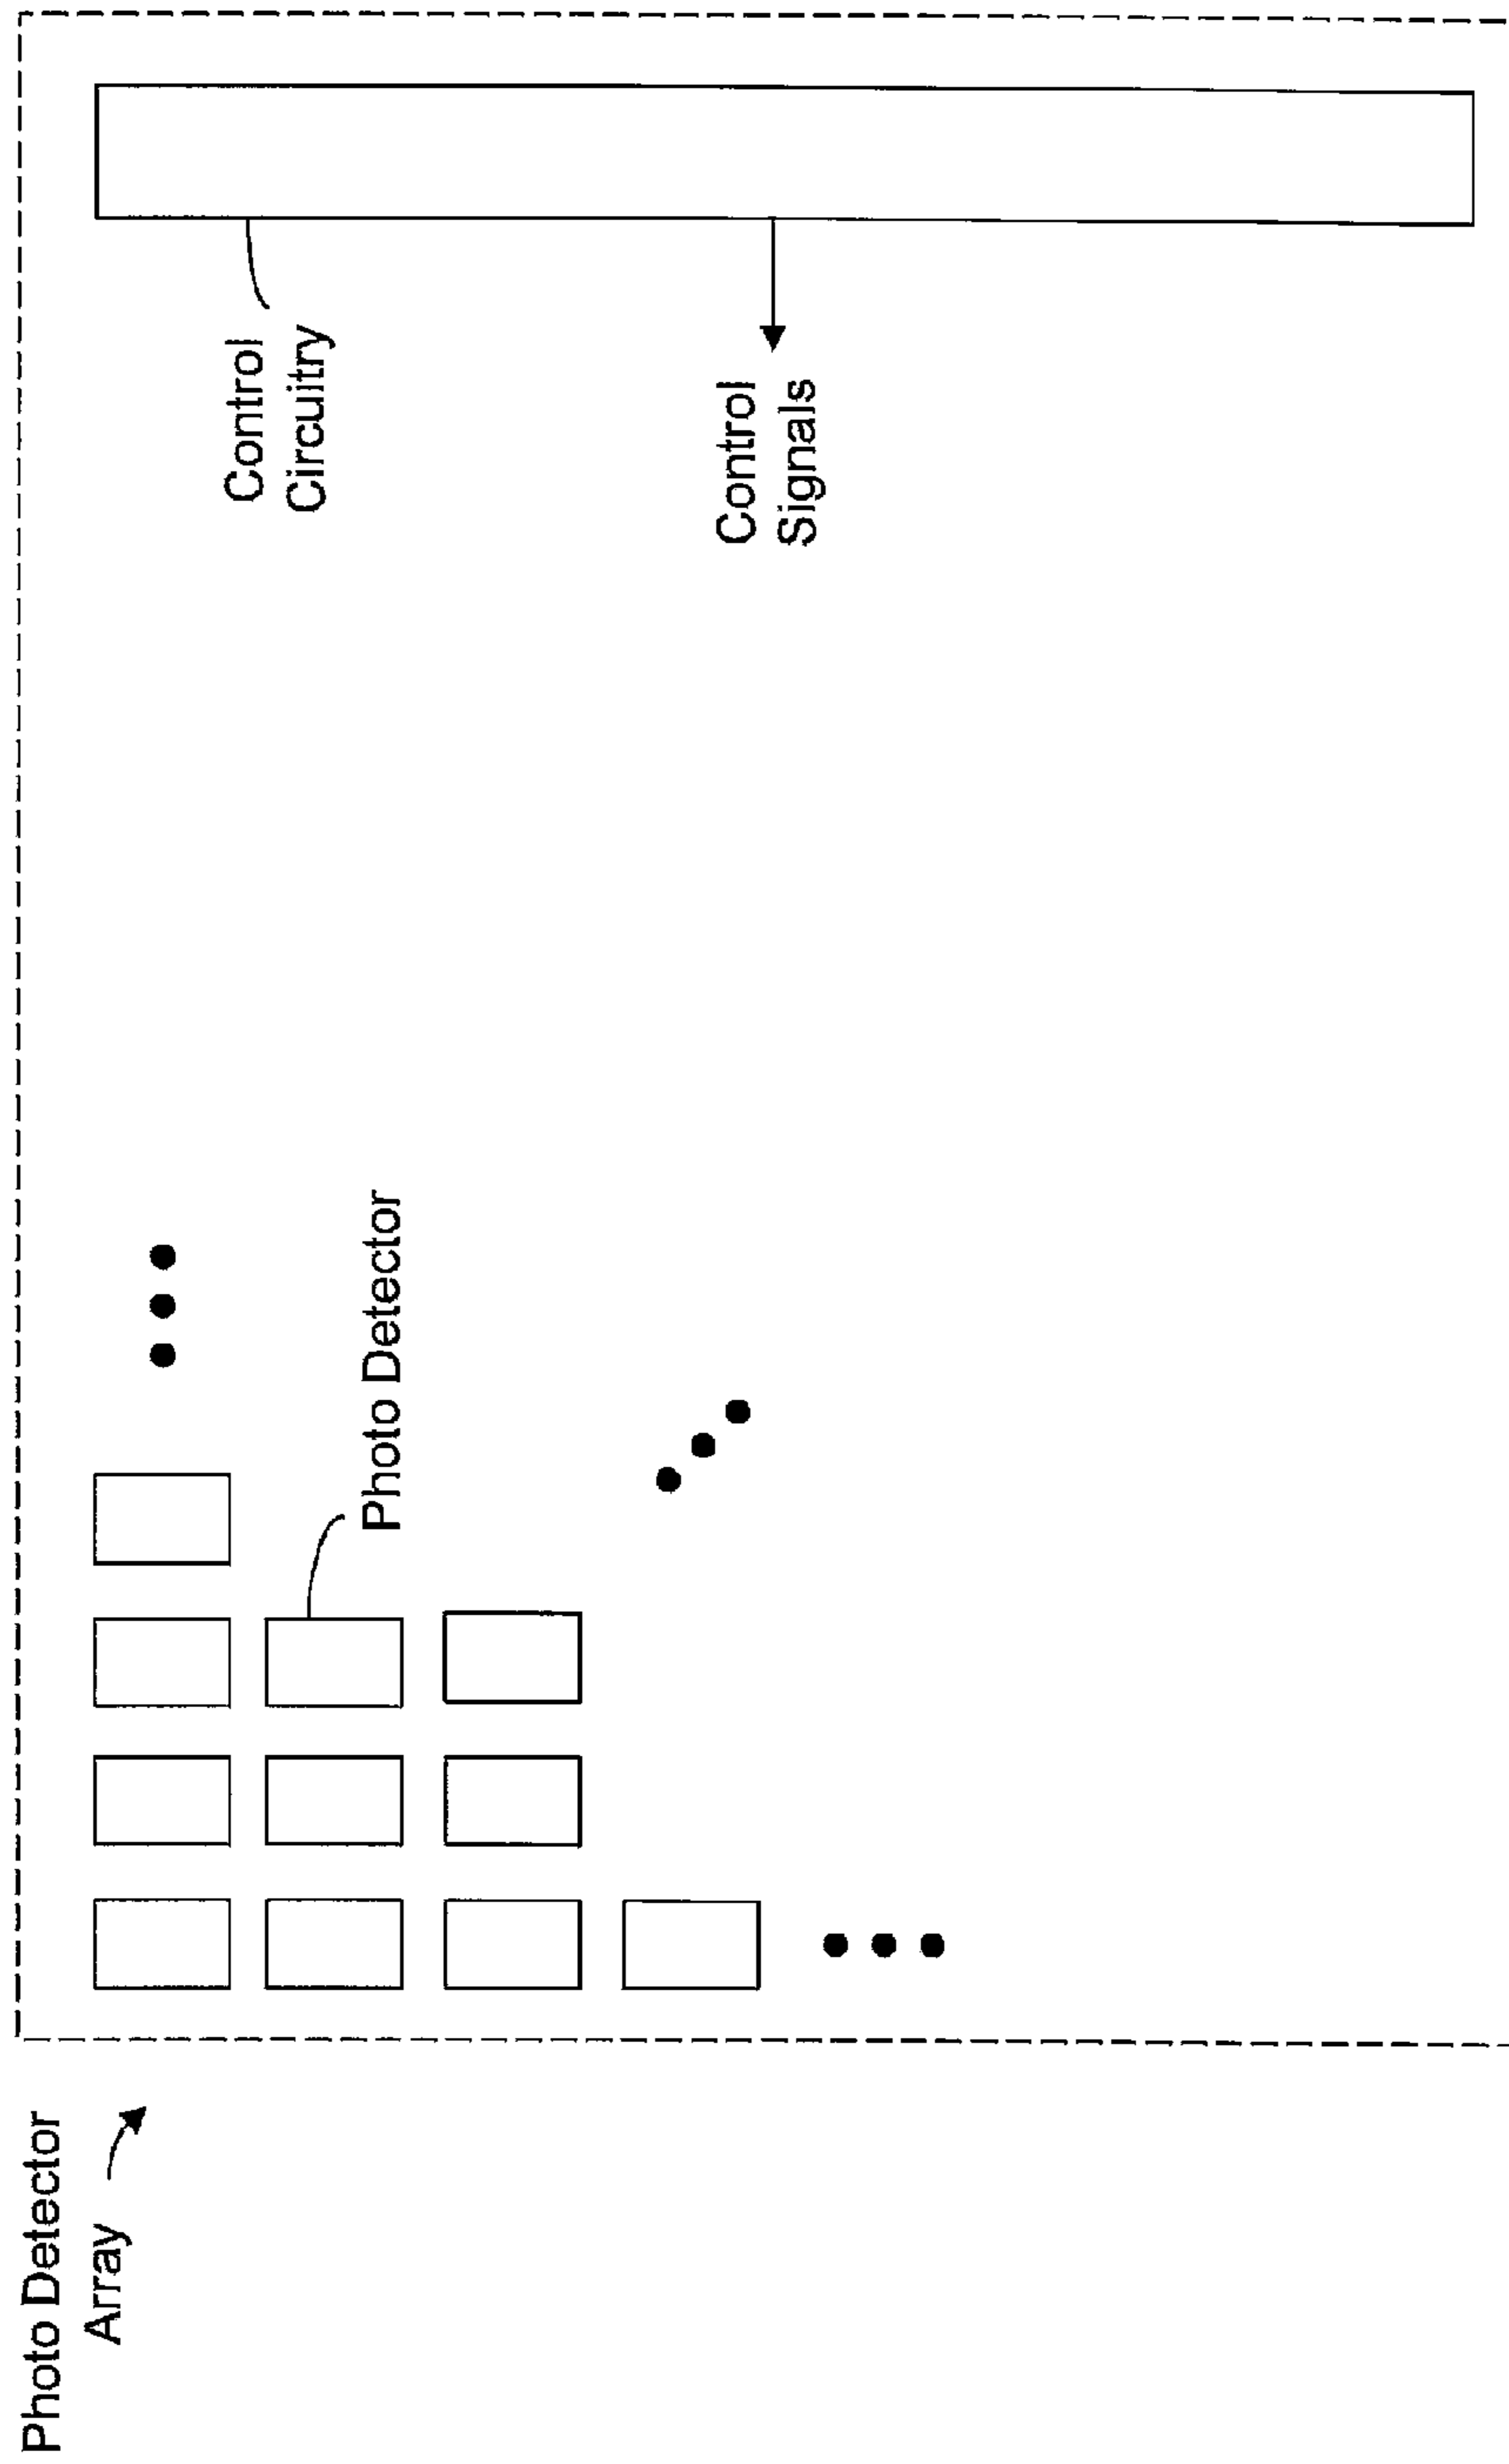 Photo Detector
Array
Photo Detector
Control
Circuitry
Control
Signals